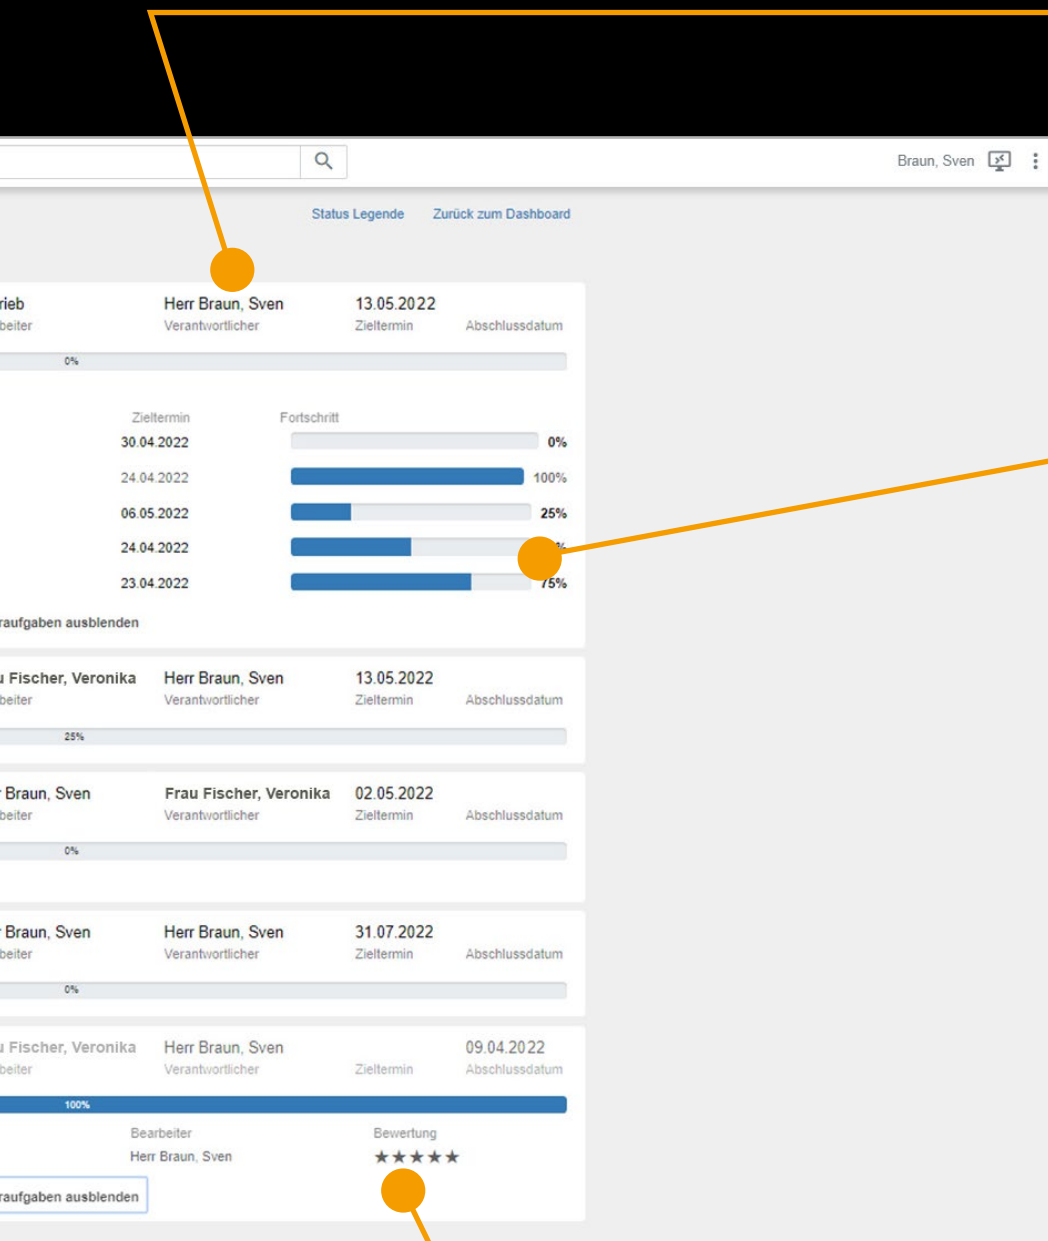 Braun, Sven
Status Legende Zurück zum Dashboard
rieb Herr Braun, Sven 13.05.2022
beiter Verantwortlicher Zieltermin Abschlussdatum
0%
Zieltermin Fortschritt
30.04.2022 0%
24.04.2022 100%
06.05.2022 25%
24.04.2022 %
23.04.2022 75%
raufgaben ausblenden
u Fischer, Veronika Herr Braun, Sven 13.05.2022
beiter Verantwortlicher Zieltermin Abschlussdatum
25%
r Braun, Sven Frau Fischer, Veronika 02.05.2022
beiter Verantwortlicher Zieltermin Abschlussdatum
0%
r Braun, Sven Herr Braun, Sven 31.07.2022
beiter Verantwortlicher Zieltermin Abschlussdatum
0%
u Fischer, Veronika Herr Braun, Sven 09.04.2022
beiter Verantwortlicher Zieltermin Abschlussdatum
100%
Bearbeiter Bewertung
Herr Braun, Sven ★★★★★
raufgaben ausblenden